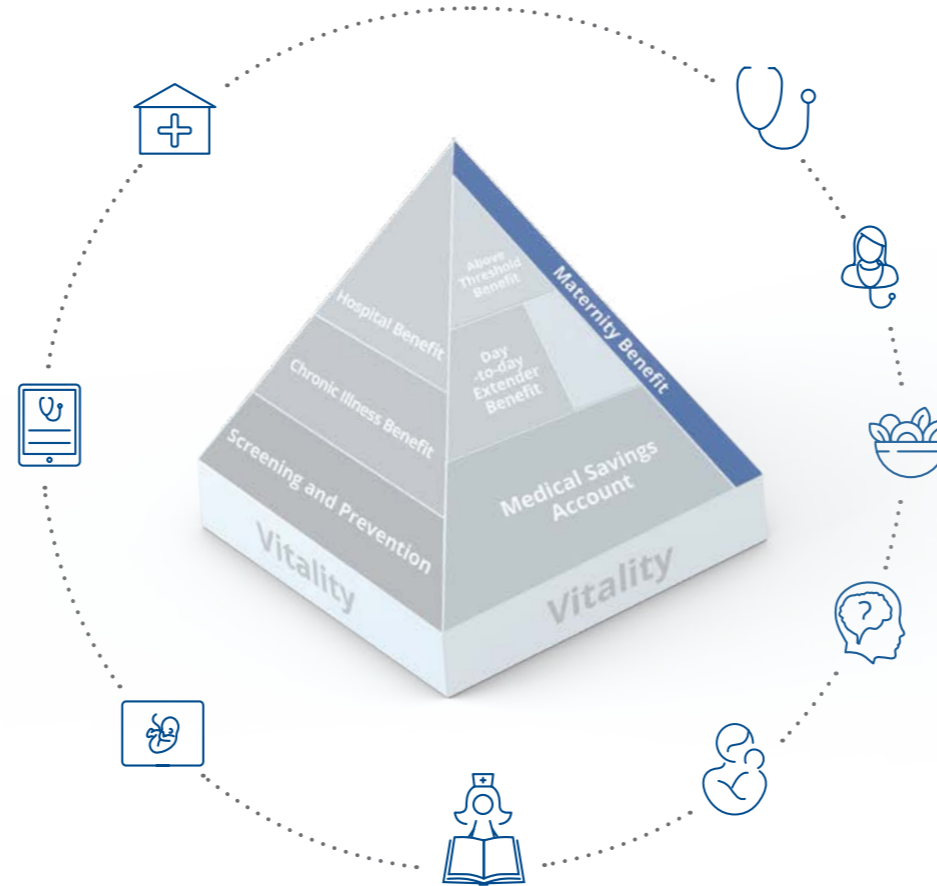 Hospital Benefit
Chronic Illness Benefit
Screening and Prevention
Vitality
Above
Threshold
Benefit
Maternity Benefit
Day
-to-day
Extender
Benefit
Medical Savings
Account
Vitality
?